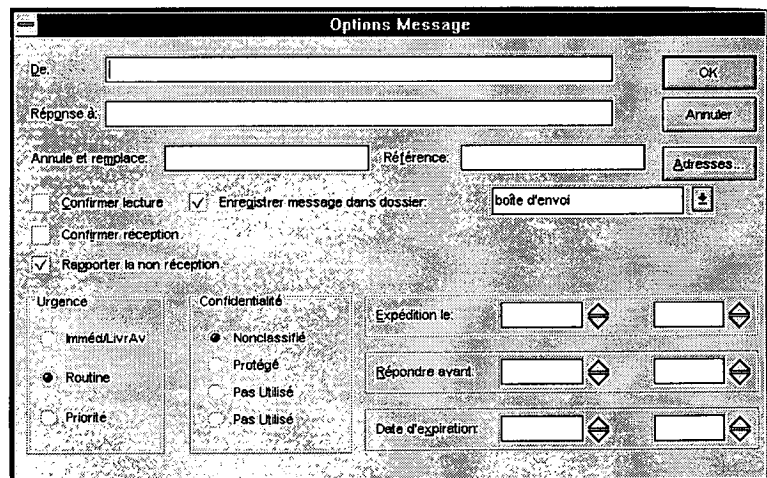 Options Message
De:
OK
Réponse à:
Annuler
Annule et remplace:
Référence:
Adresses...
Confirmer lecture
Enregistrer message dans dossier:
boîte d'envoi
Confirmer réception
Rapporter la non réception
Urgence
Confidentialité
Imméd/LivrAv
Nonclassifié
Expédition le:
Routine
Protégé
Répondre avant:
Pas Utilisé
Priorité
Pas Utilisé
Date d'expiration: